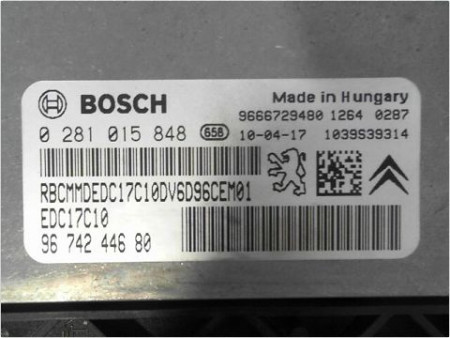 BOSCH
Made in Hungary
9666729480 1264 0287
0 281 015 848 658 10-04-17 1039S39314
RBCMMDEDC17C10DV6D96CEM01
EDC17C10
96 742 446 80